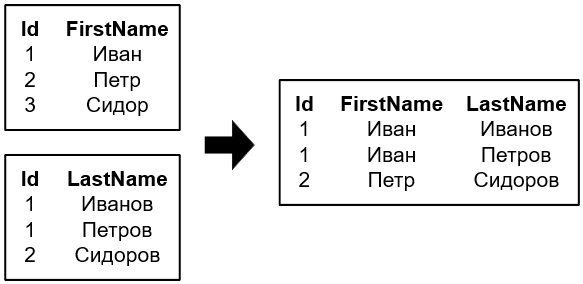 Id FirstName
1 Иван
2 Петр
3 Сидор
Id LastName
1 Иванов
1 Петров
2 Сидоров
Id FirstName LastName
1 Иван Иванов
1 Иван Петров
2 Петр Сидоров